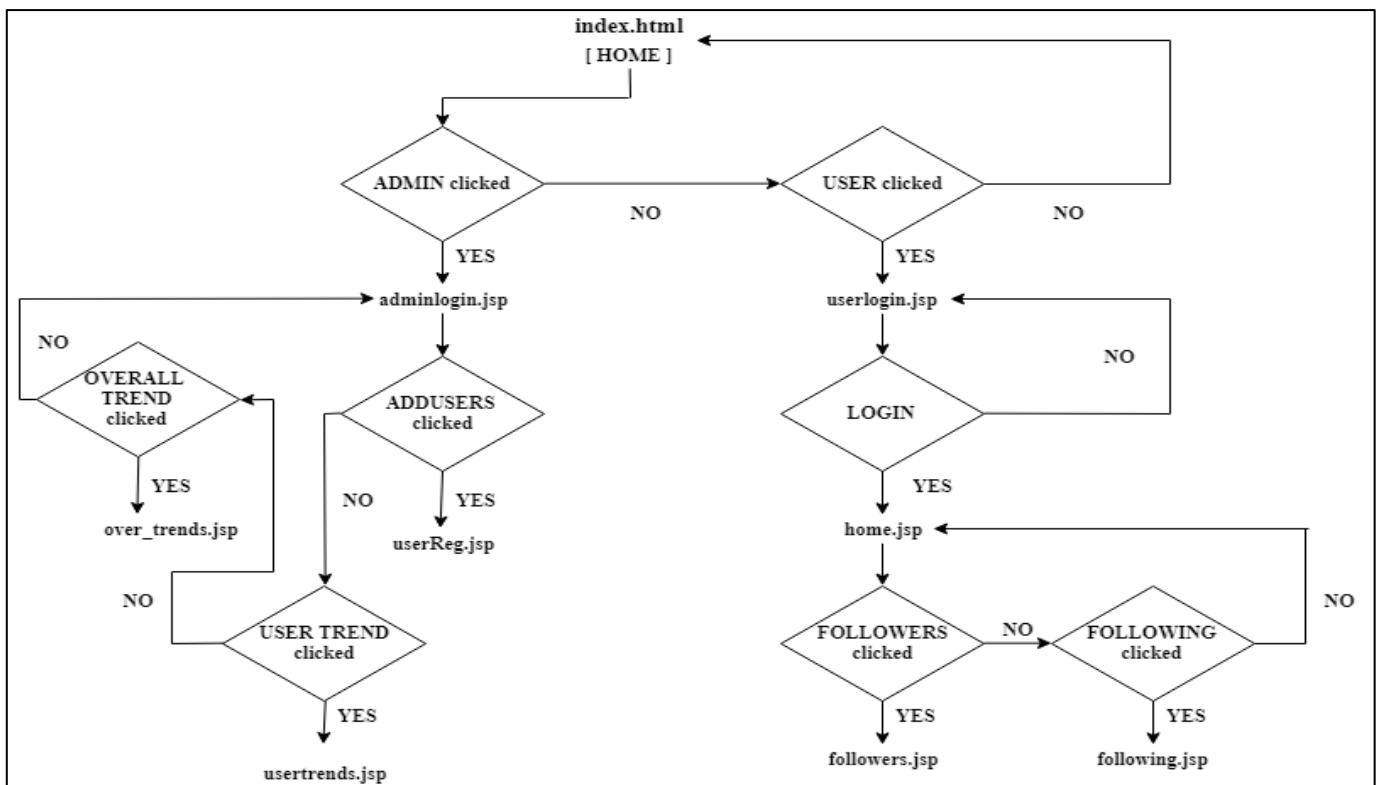 index.html
[ HOME ]
ADMIN clicked
USER clicked
NO
NO
YES
YES
adminlogin.jsp
userlogin.jsp
NO
NO
OVERALL
TREND
clicked
ADDUSERS
clicked
LOGIN
YES
NO
YES
YES
over_trends.jsp
userReg.jsp
home.jsp
NO
NO
USER TREND
clicked
FOLLOWERS
clicked
NO
FOLLOWING
clicked
YES
YES
YES
usertrends.jsp
followers.jsp
following.jsp